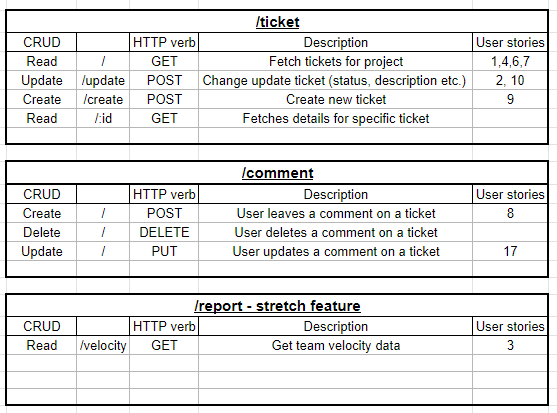 /ticket
CRUD HTTP verb Description User stories
Read / GET Fetch tickets for project 1,4,6,7
Update /update POST Change update ticket (status, description etc.) 2, 10
Create /create POST Create new ticket 9
Read /:id GET Fetches details for specific ticket
/comment
CRUD HTTP verb Description User stories
Create / POST User leaves a comment on a ticket 8
Delete / DELETE User deletes a comment on a ticket
Update / PUT User updates a comment on a ticket 17
/report - stretch feature
CRUD HTTP verb Description User stories
Read /velocity GET Get team velocity data 3